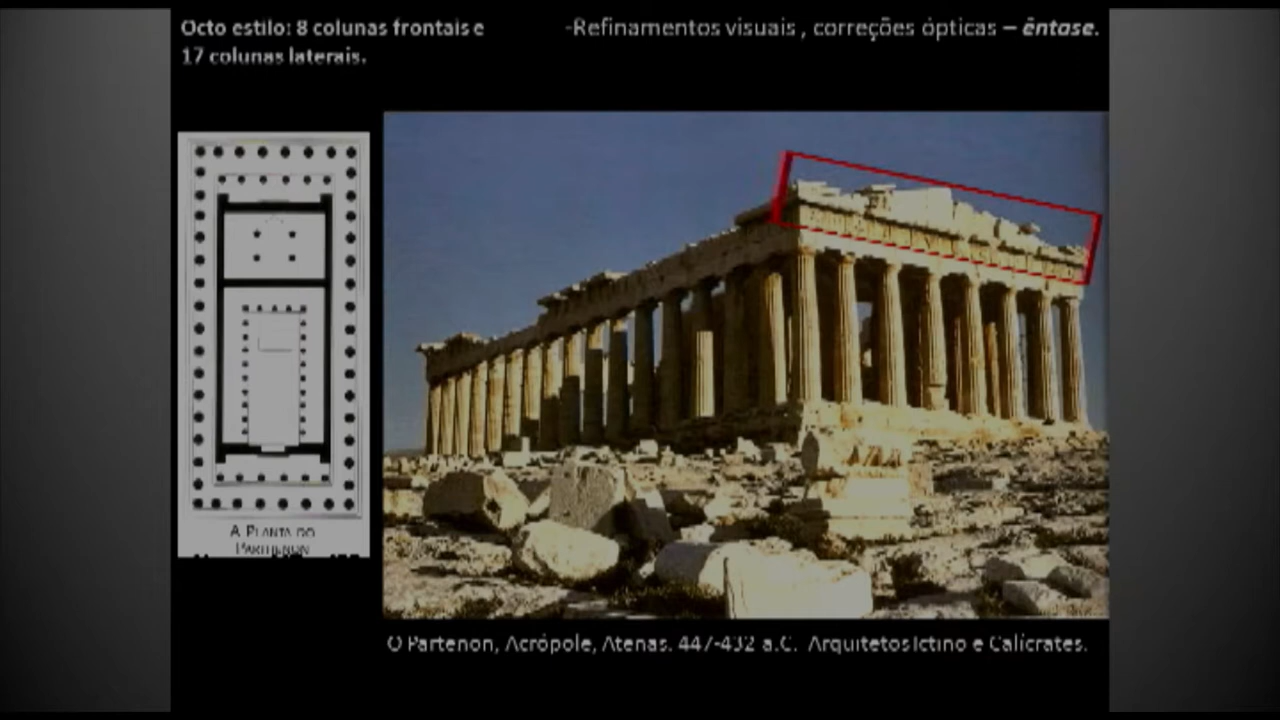 Octo estilo: 8 colunas frontais e
17 colunas laterais.
-Refinamentos visuais , correções ópticas – êntase.
A PLANTA DO
PARTHENON
O Partenon, Acrópole, Atenas. 447-432 a.C. Arquitetos Ictino e Calícrates.